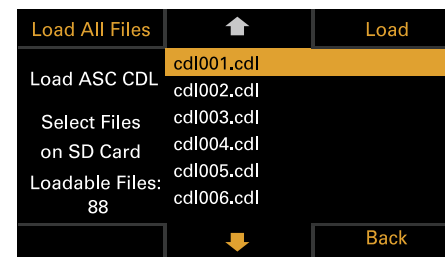 Load All Files
Load
Load ASC CDL
Select Files
on SD Card
Loadable Files:
88
cdl001.cdl
cdl002.cdl
cdl003.cdl
cdl004.cdl
cdl005.cdl
cdl006.cdl
Back